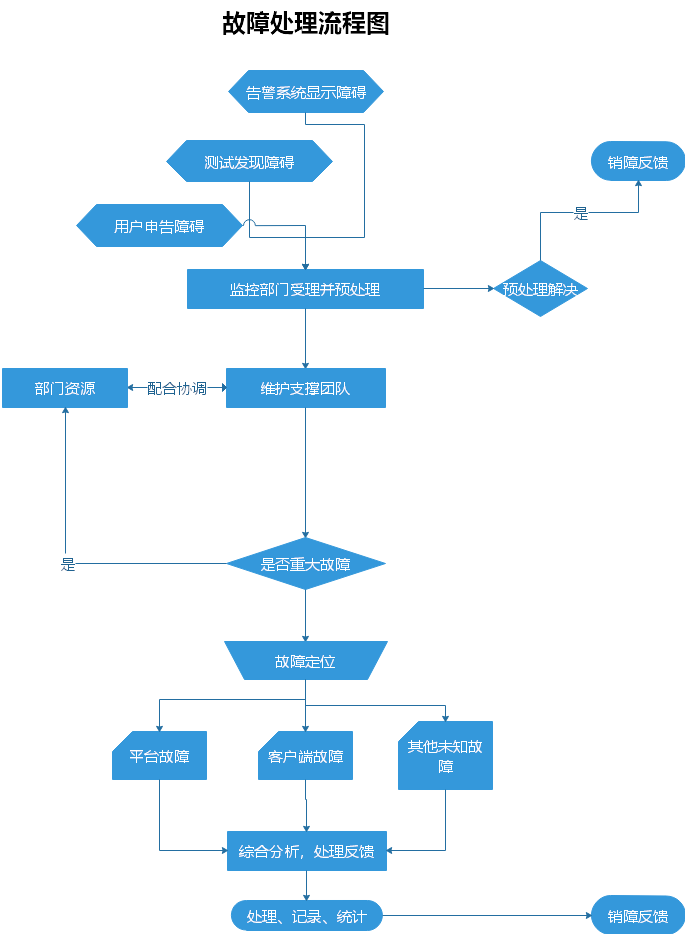 故障处理流程图
告警系统显示障碍
测试发现障碍
销障反馈
是
用户申告障碍
监控部门受理并预处理
预处理解决
部门资源
配合协调
维护支撑团队
是
是否重大故障
故障定位
平台故障
客户端故障
其他未知故
障
综合分析，处理反馈
处理、记录、统计
销障反馈